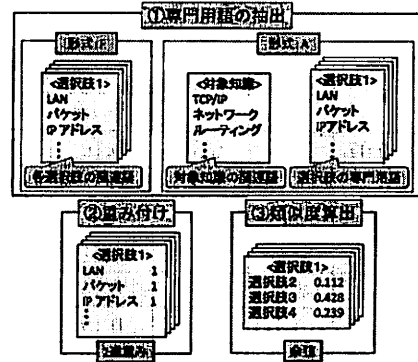 ①専門用語の抽出
形式F
形式A
<選択肢1>
LAN
パケット
IPアドレス
<対象知識>
TCP/IP
ネットワーク
ルーティング
<選択肢1>
LAN
パケット
IPアドレス
各選択肢の関連語
対象知識の関連語
選択肢の専門用語
②重み付け
<選択肢1>
LAN 1
パケット 1
IPアドレス 1
③類似度算出
<選択肢1>
選択肢2 0.112
選択肢3 0.428
選択肢4 0.239